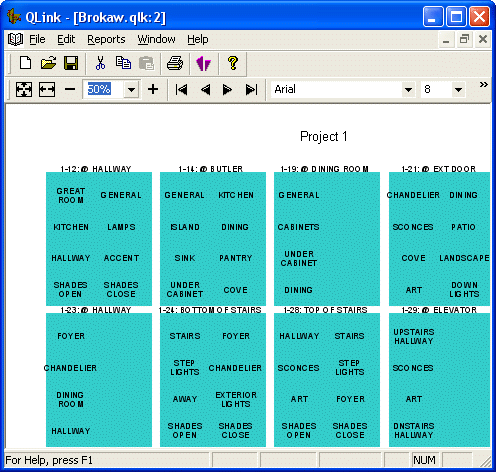 QLink - [Brokaw.qlk:2]
File Edit Reports Window Help
50% Arial 8 »
Project 1
1-12: @ HALLWAY 1-14: @ BUTLER 1-19: @ DINING ROOM 1-21: @ EXT DOOR
GREAT ROOM GENERAL GENERAL KITCHEN GENERAL CHANDELIER DINING
KITCHEN LAMPS ISLAND DINING CABINETS SCONCES PATIO
HALLWAY ACCENT SINK PANTRY UNDER CABINET COVE LANDSCAPE
SHADES OPEN SHADES CLOSE UNDER CABINET COVE DINING ART DOWN LIGHTS
1-23: @ HALLWAY 1-24: BOTTOM OF STAIRS 1-28: TOP OF STAIRS 1-29: @ ELEVATOR
FOYER STAIRS FOYER HALLWAY STAIRS UPSTAIRS HALLWAY
CHANDELIER STEP LIGHTS CHANDELIER SCONCES STEP LIGHTS SCONCES
DINING ROOM AWAY EXTERIOR LIGHTS ART FOYER ART
HALLWAY SHADES OPEN SHADES CLOSE SHADES OPEN SHADES CLOSE DNSTAIRS HALLWAY
For Help, press F1 NUM